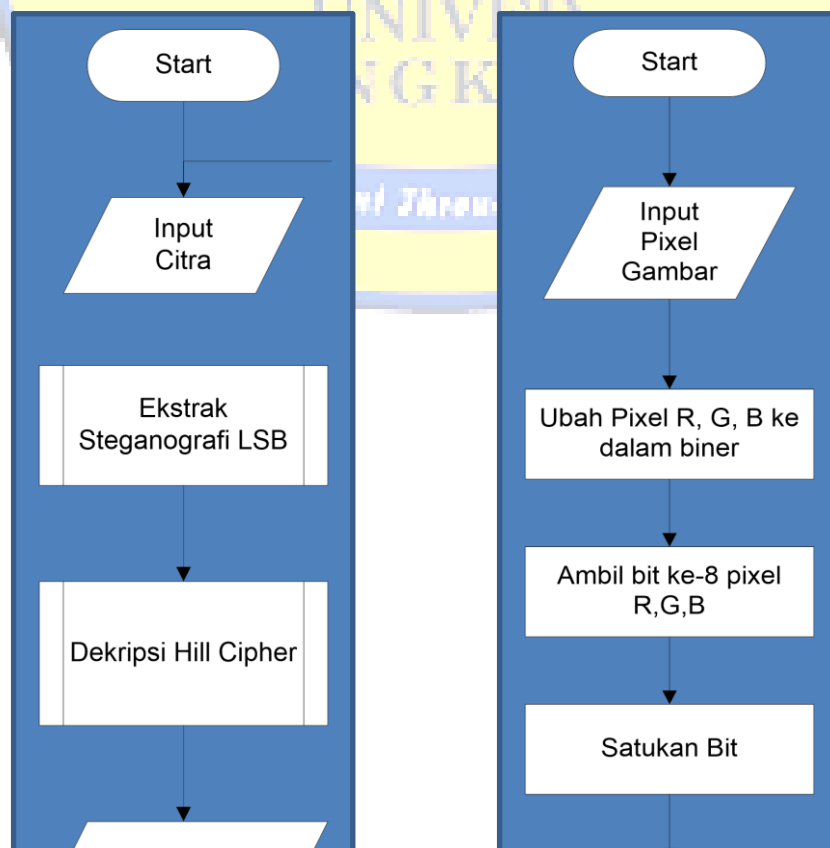 Start
Input
Citra
Ekstrak
Steganografi LSB
Dekripsi Hill Cipher
Start
Input
Pixel
Gambar
Ubah Pixel R, G, B ke
dalam biner
Ambil bit ke-8 pixel
R,G,B
Satukan Bit